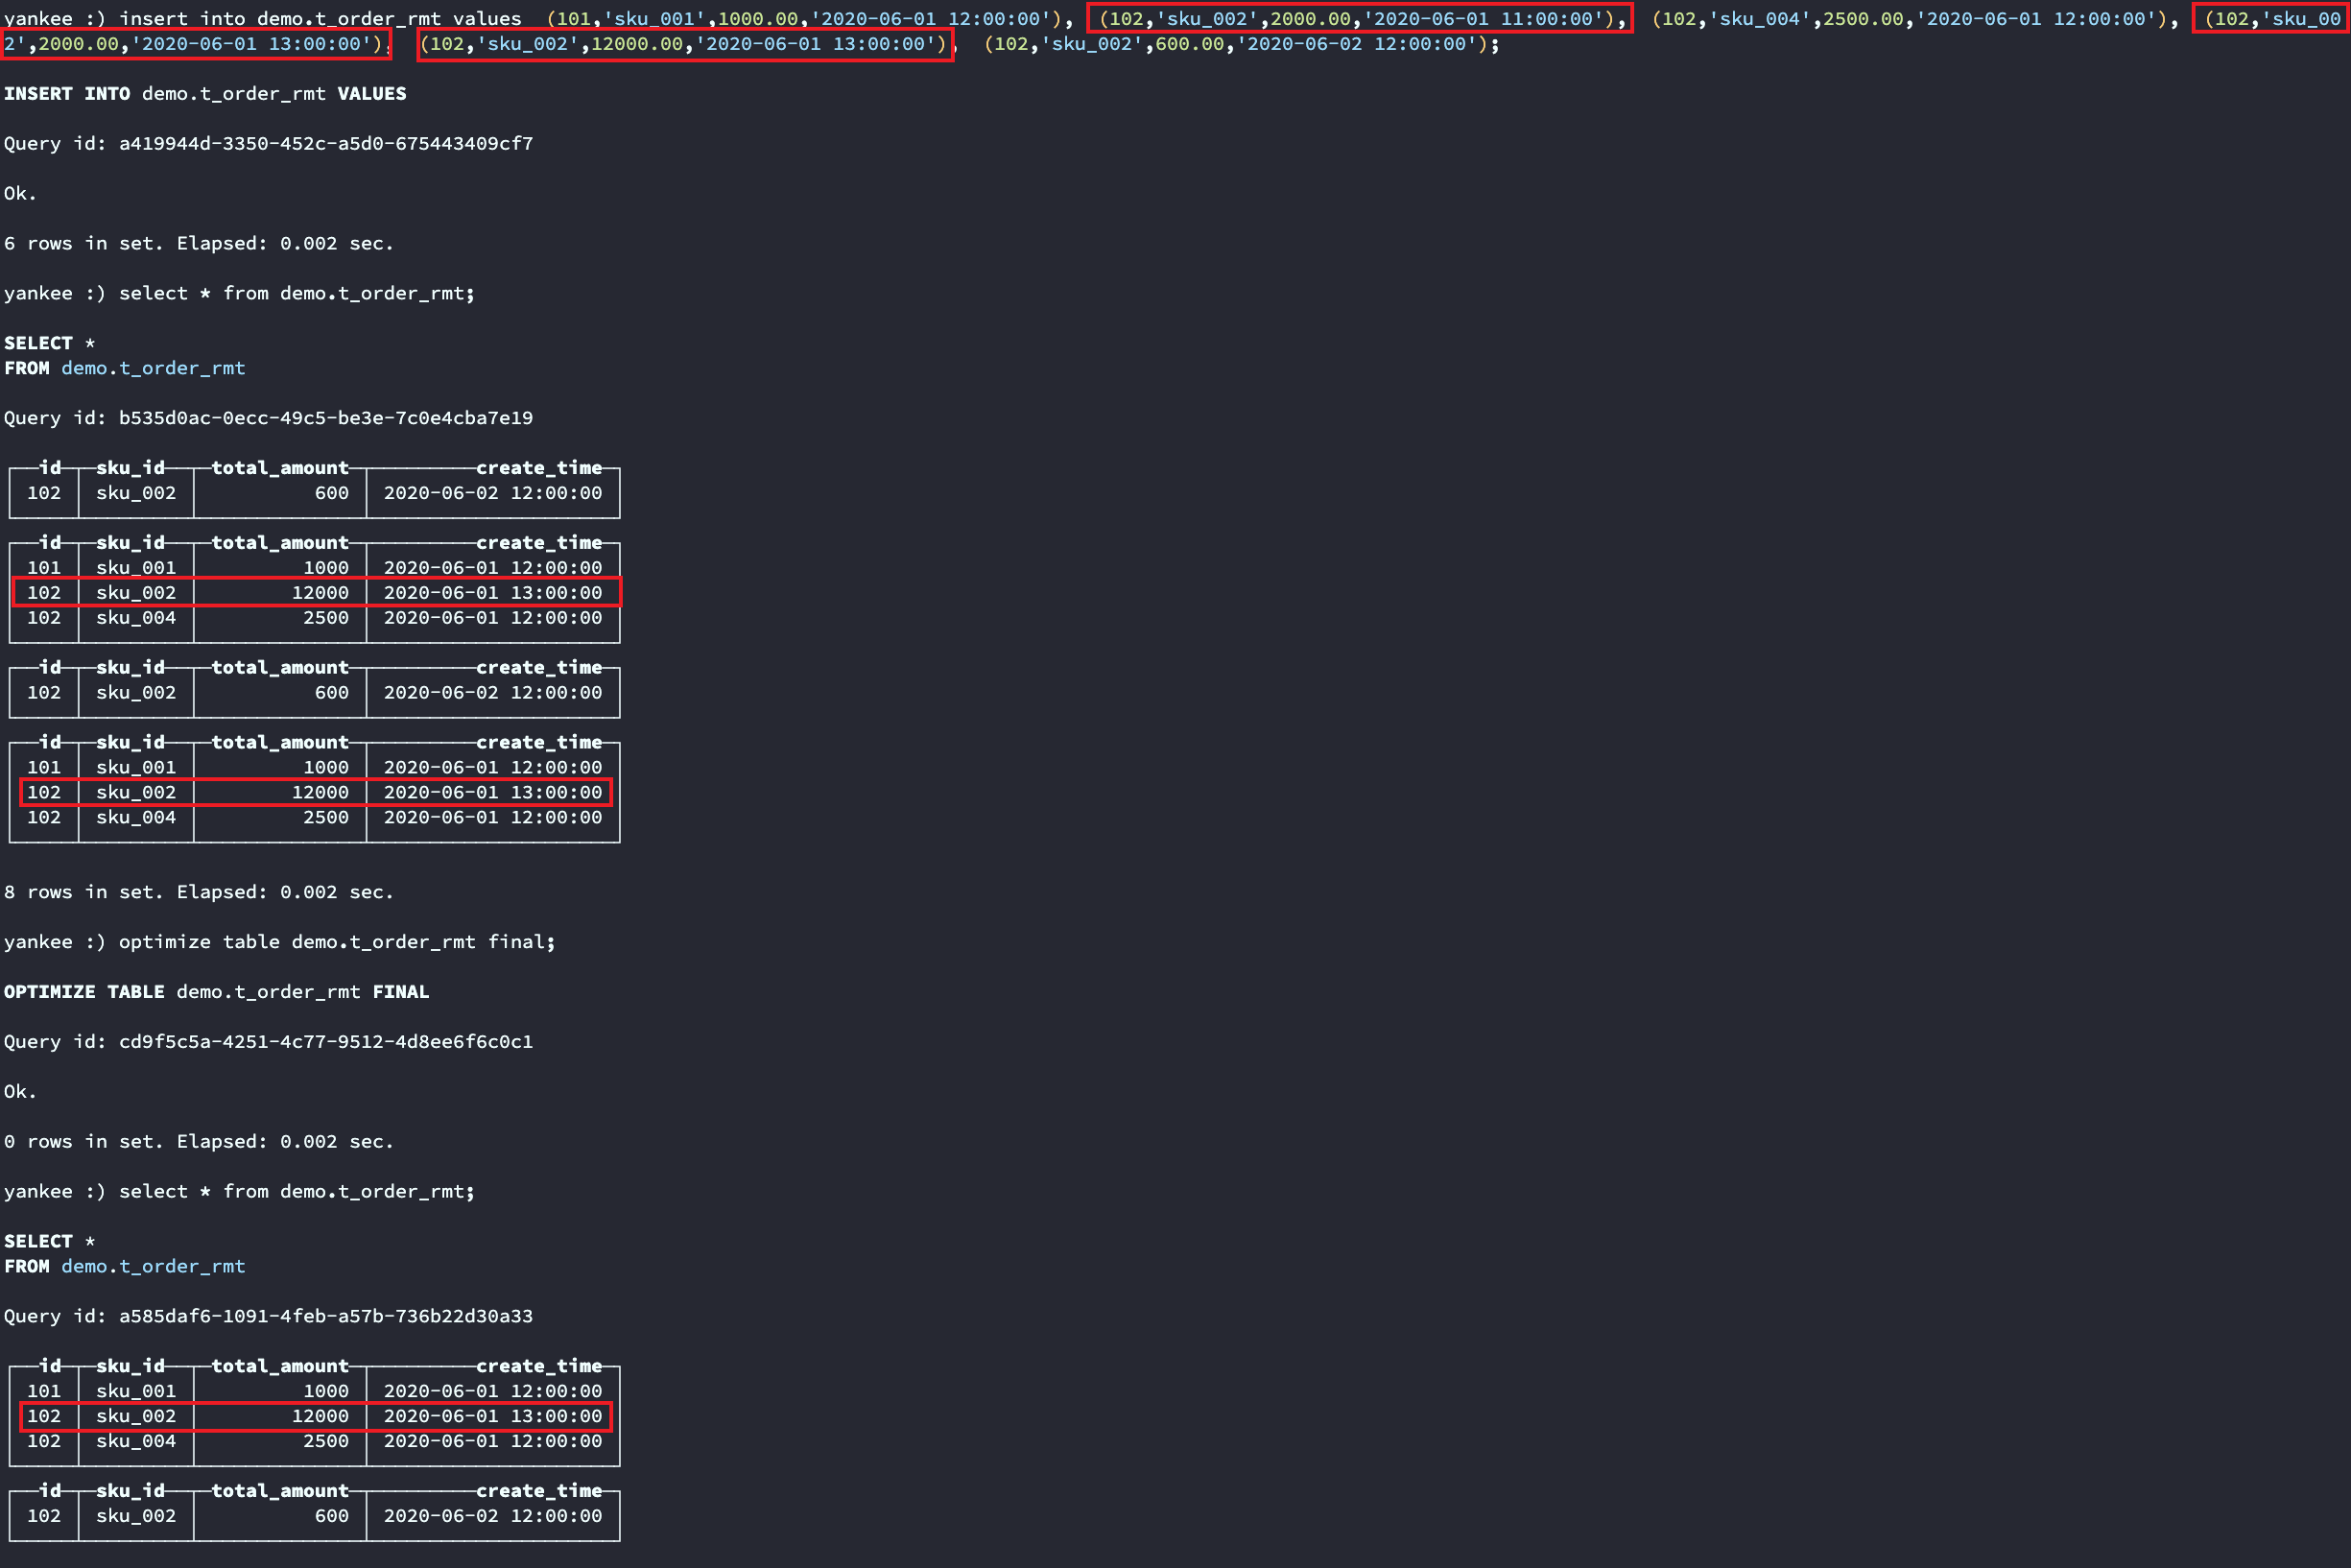 yankee :) insert into demo.t_order_rmt values  (101,'sku_001',1000.00,'2020-06-01 12:00:00'),  (102,'sku_002',2000.00,'2020-06-01 11:00:00'),  (102,'sku_004',2500.00,'2020-06-01 12:00:00'),  (102,'sku_00
2',2000.00,'2020-06-01 13:00:00'),  (102,'sku_002',12000.00,'2020-06-01 13:00:00'),  (102,'sku_002',600.00,'2020-06-02 12:00:00');
INSERT INTO demo.t_order_rmt VALUES
Query id: a419944d-3350-452c-a5d0-675443409cf7
Ok.
6 rows in set. Elapsed: 0.002 sec.
yankee :) select * from demo.t_order_rmt;
SELECT *
FROM demo.t_order_rmt
Query id: b535d0ac-0ecc-49c5-be3e-7c0e4cba7e19
id sku_id total_amount create_time
102 sku_002 600 2020-06-02 12:00:00
id sku_id total_amount create_time
101 sku_001 1000 2020-06-01 12:00:00
102 sku_002 12000 2020-06-01 13:00:00
102 sku_004 2500 2020-06-01 12:00:00
id sku_id total_amount create_time
102 sku_002 600 2020-06-02 12:00:00
id sku_id total_amount create_time
101 sku_001 1000 2020-06-01 12:00:00
102 sku_002 12000 2020-06-01 13:00:00
102 sku_004 2500 2020-06-01 12:00:00
8 rows in set. Elapsed: 0.002 sec.
yankee :) optimize table demo.t_order_rmt final;
OPTIMIZE TABLE demo.t_order_rmt FINAL
Query id: cd9f5c5a-4251-4c77-9512-4d8ee6f6c0c1
Ok.
0 rows in set. Elapsed: 0.002 sec.
yankee :) select * from demo.t_order_rmt;
SELECT *
FROM demo.t_order_rmt
Query id: a585daf6-1091-4feb-a57b-736b22d30a33
id sku_id total_amount create_time
101 sku_001 1000 2020-06-01 12:00:00
102 sku_002 12000 2020-06-01 13:00:00
102 sku_004 2500 2020-06-01 12:00:00
id sku_id total_amount create_time
102 sku_002 600 2020-06-02 12:00:00